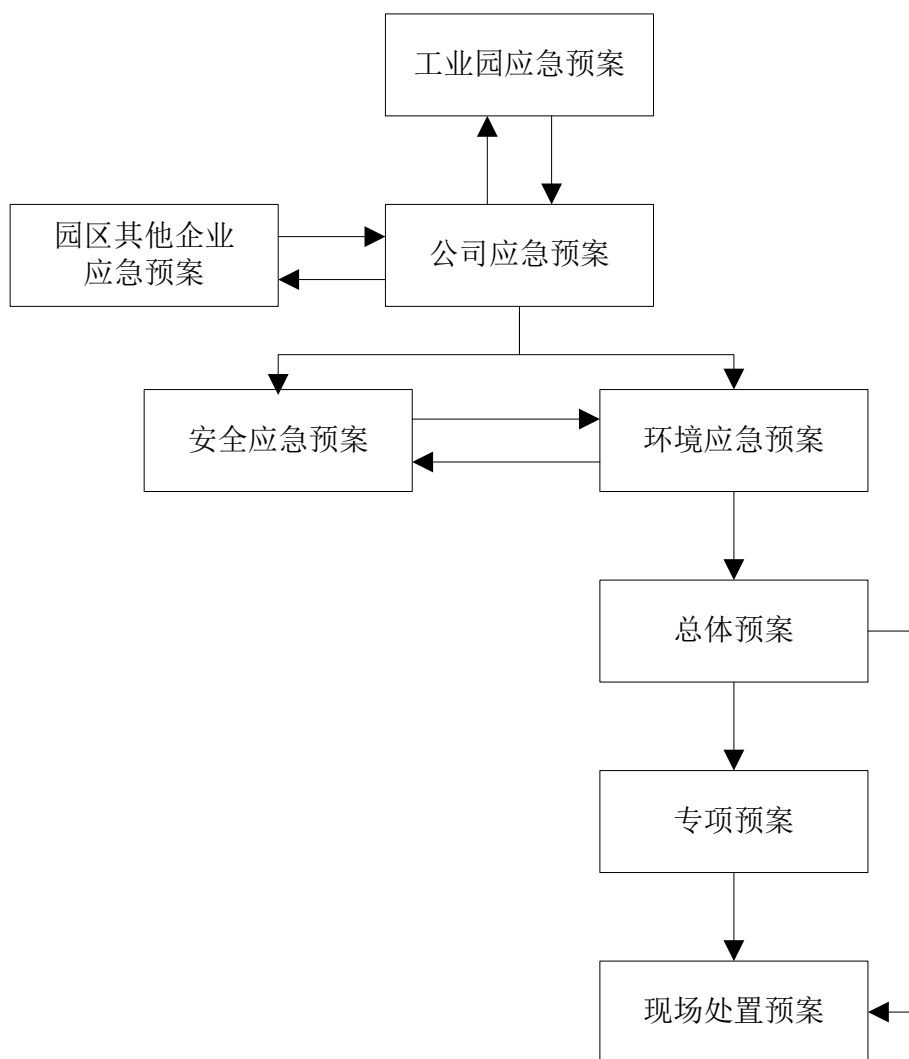 工业园应急预案
园区其他企业
应急预案
公司应急预案
安全应急预案
环境应急预案
总体预案
专项预案
现场处置预案